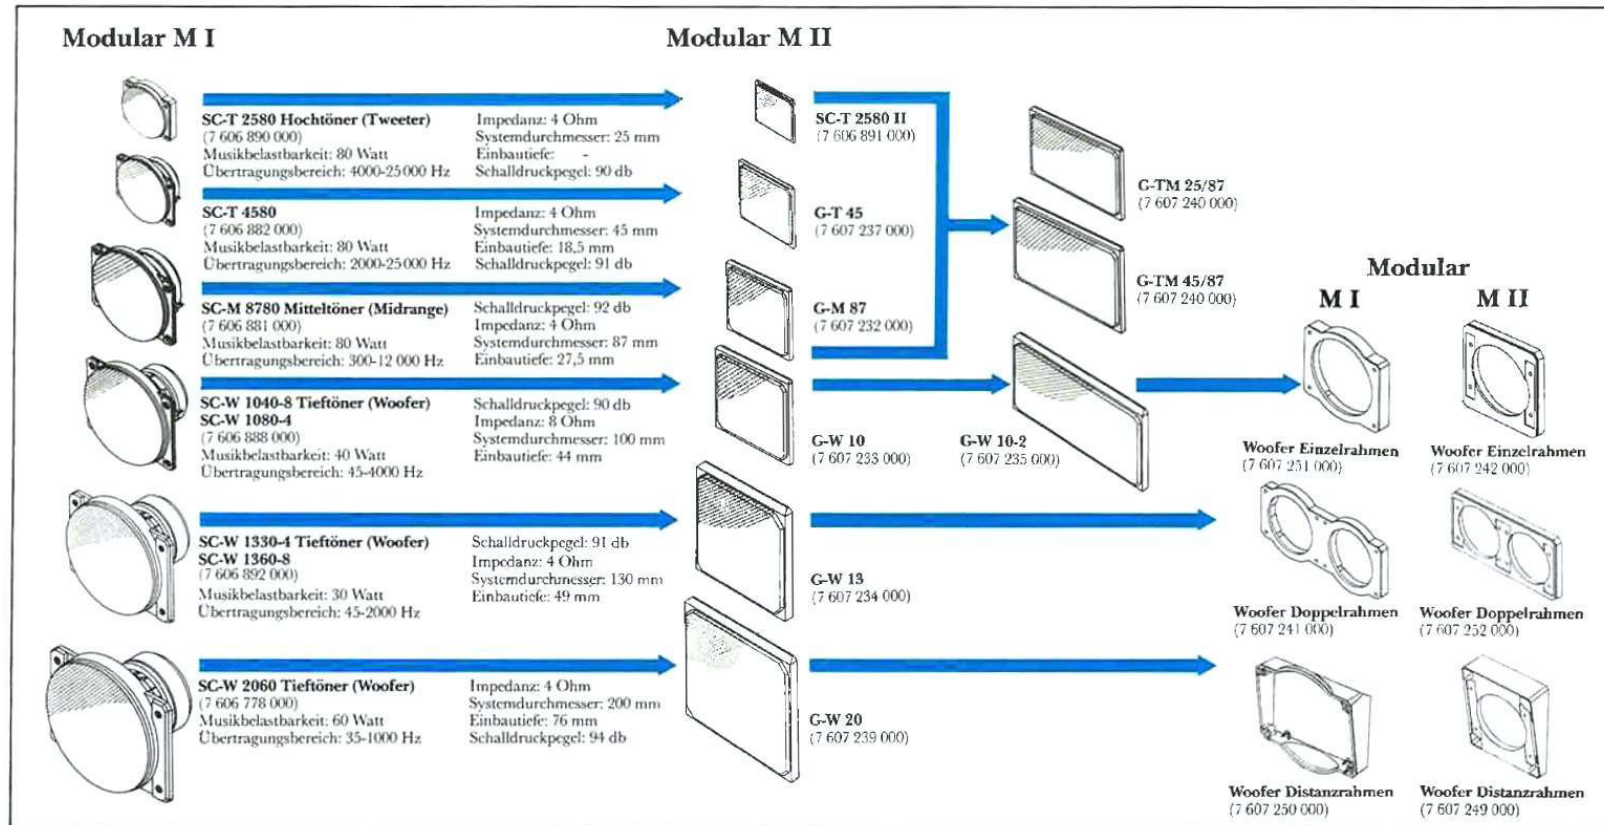 Modular M I
SC-T 2580 Hochtöner (Tweeter)
(7 606 890 000)
Musikbelastbarkeit: 80 Watt
Übertragungsbereich: 4000-25000 Hz
Impedanz: 4 Ohm
Systemdurchmesser: 25 mm
Einbautiefe: -
Schalldruckpegel: 90 db
SC-T 4580
(7 606 882 000)
Musikbelastbarkeit: 80 Watt
Übertragungsbereich: 2000-25000 Hz
Impedanz: 4 Ohm
Systemdurchmesser: 45 mm
Einbautiefe: 18,5 mm
Schalldruckpegel: 91 db
SC-M 8780 Mitteltöner (Midrange)
(7 606 881 000)
Musikbelastbarkeit: 80 Watt
Übertragungsbereich: 300-12 000 Hz
Schalldruckpegel: 92 db
Impedanz: 4 Ohm
Systemdurchmesser: 87 mm
Einbautiefe: 27,5 mm
SC-W 1040-8 Tieftöner (Woofer)
SC-W 1080-4
(7 606 888 000)
Musikbelastbarkeit: 40 Watt
Übertragungsbereich: 45-4000 Hz
Schalldruckpegel: 90 db
Impedanz: 8 Ohm
Systemdurchmesser: 100 mm
Einbautiefe: 44 mm
SC-W 1330-4 Tieftöner (Woofer)
SC-W 1360-8
(7 606 892 000)
Musikbelastbarkeit: 30 Watt
Übertragungsbereich: 45-2000 Hz
Schalldruckpegel: 91 db
Impedanz: 4 Ohm
Systemdurchmesser: 130 mm
Einbautiefe: 49 mm
SC-W 2060 Tieftöner (Woofer)
(7 606 778 000)
Musikbelastbarkeit: 60 Watt
Übertragungsbereich: 35-1000 Hz
Impedanz: 4 Ohm
Systemdurchmesser: 200 mm
Einbautiefe: 76 mm
Schalldruckpegel: 94 db
Modular M II
SC-T 2580 II
(7 606 891 000)
G-T 45
(7 607 237 000)
G-M 87
(7 607 232 000)
G-W 10
(7 607 233 000)
G-W 13
(7 607 234 000)
G-W 20
(7 607 239 000)
G-TM 25/87
(7 607 240 000)
G-TM 45/87
(7 607 240 000)
G-W 10-2
(7 607 235 000)
Modular
M I
M II
Woofer Einzelrahmen
(7 607 251 000)
Woofer Einzelrahmen
(7 607 242 000)
Woofer Doppelrahmen
(7 607 241 000)
Woofer Doppelrahmen
(7 607 252 000)
Woofer Distanzrahmen
(7 607 250 000)
Woofer Distanzrahmen
(7 607 249 000)